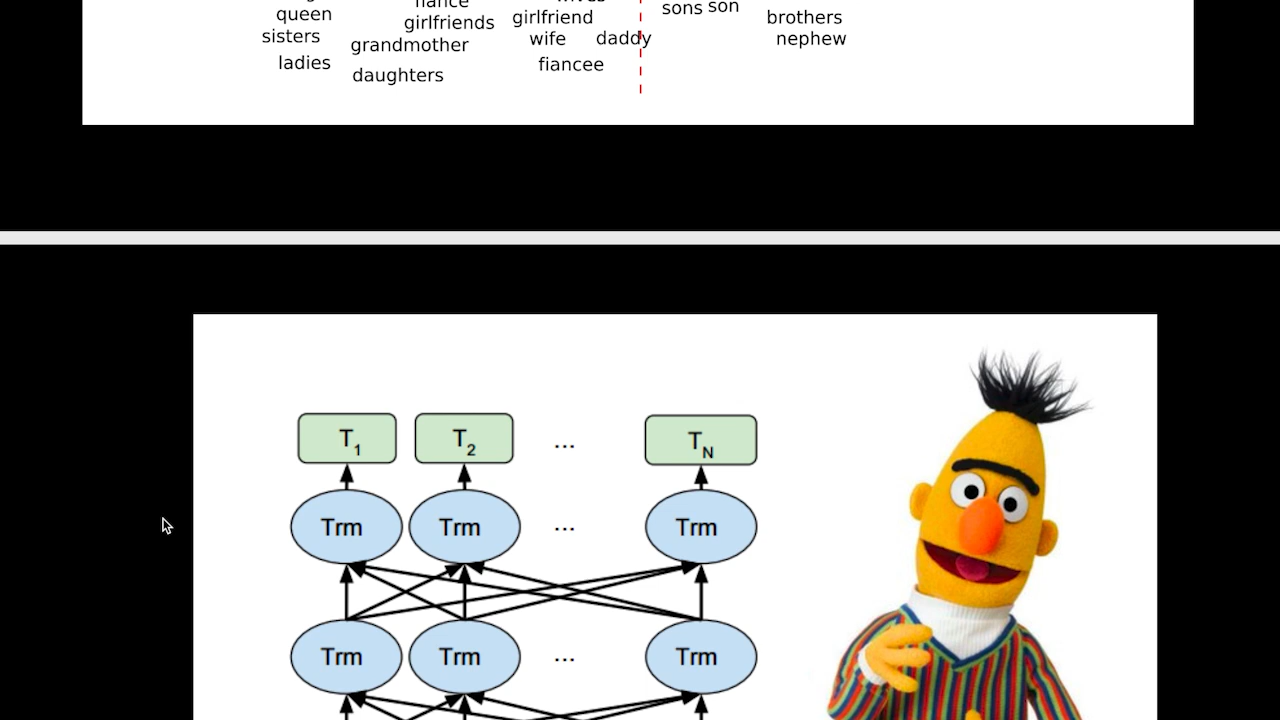 queen
fiance
girlfriends
girlfriend
sons son
brothers
sisters
grandmother
wife
daddy
nephew
ladies
daughters
fiancee
T1
T2
...
TN
Trm
Trm
...
Trm
Trm
Trm
...
Trm